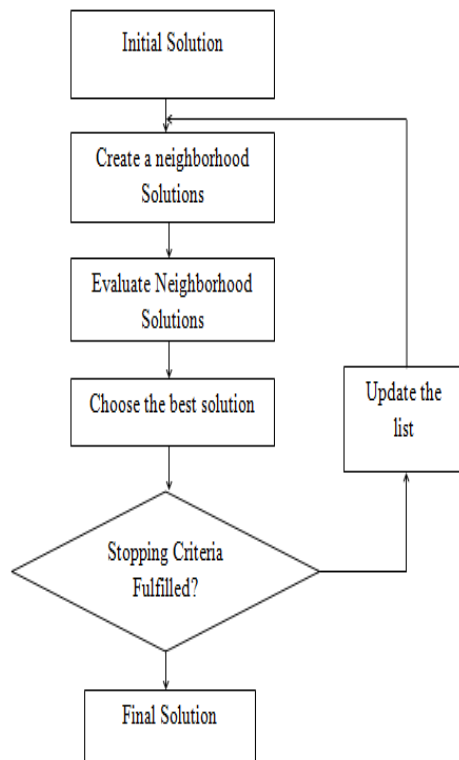 Initial Solution
Create a neighborhood
Solutions
Evaluate Neighborhood
Solutions
Choose the best solution
Update the
list
Stopping Criteria
Fulfilled?
Final Solution